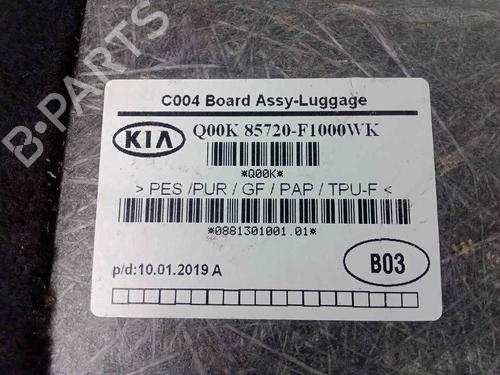 B-PARTS
C004 Board Assy-Luggage
KIA
Q00K 85720-F1000WK
*Q00K*
> PES /PUR / GF / PAP / TPU-F <
*0881301001.01*
p/d:10.01.2019 A
B03